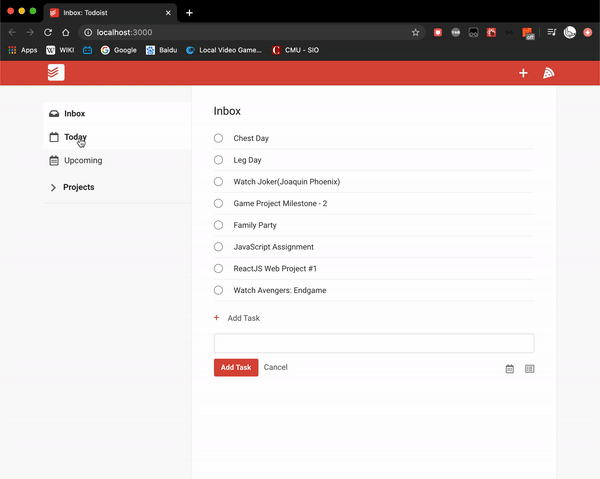 Inbox: Todoist
localhost:3000
off
Apps
W WIKI
Google
Baidu
Local Video Game...
C CMU - SIO
Inbox
Today
Upcoming
Projects
Inbox
Chest Day
Leg Day
Watch Joker(Joaquin Phoenix)
Game Project Milestone - 2
Family Party
JavaScript Assignment
ReactJS Web Project #1
Watch Avengers: Endgame
+ Add Task
Add Task
Cancel